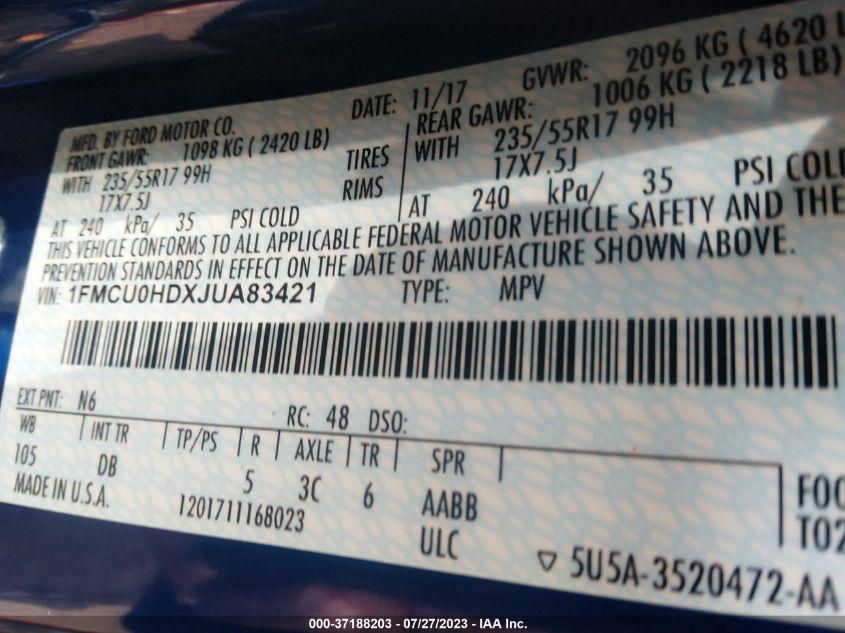 MFD. BY FORD MOTOR CO. DATE: 11/17 GVWR: 2096 KG ( 4620 L
FRONT GAWR: 1098 KG ( 2420 LB) REAR GAWR: 1006 KG ( 2218 LB)
WITH 235/55R17 99H TIRES WITH 235/55R17 99H
17X7.5J RIMS 17X7.5J
AT 240 kPa/ 35 PSI COLD AT 240 kPa/ 35 PSI COL
THIS VEHICLE CONFORMS TO ALL APPLICABLE FEDERAL MOTOR VEHICLE SAFETY AND THE
PREVENTION STANDARDS IN EFFECT ON THE DATE OF MANUFACTURE SHOWN ABOVE.
VIN: 1FMCU0HDXJUA83421 TYPE: MPV
EXT PNT: N6 RC: 48 DSO:
WB INT TR TP/PS R AXLE TR SPR
105 DB 5 3C 6 AABB
MADE IN U.S.A. 1201711168023 ULC
F00
T02
5U5A-3520472-AA
000-37188203 / 07/27/2023 - IAA Inc.